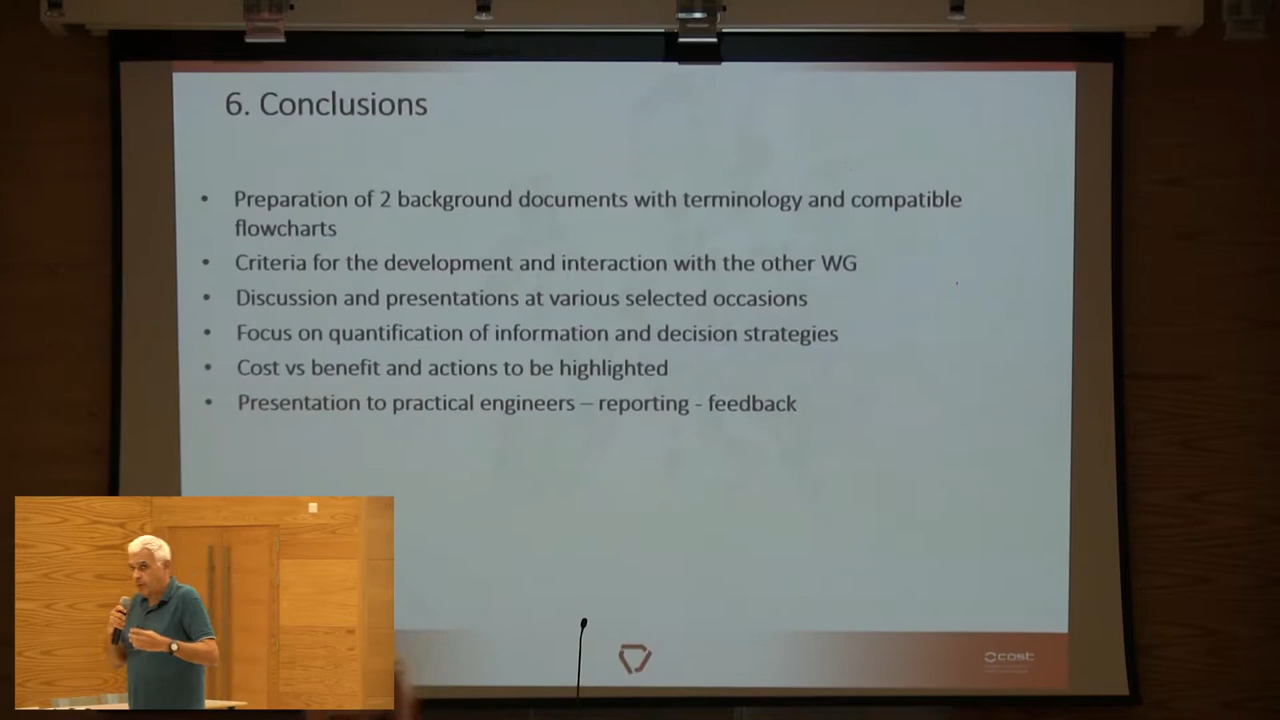 6. Conclusions
• Preparation of 2 background documents with terminology and compatible
flowcharts
• Criteria for the development and interaction with the other WG
• Discussion and presentations at various selected occasions
• Focus on quantification of information and decision strategies
• Cost vs benefit and actions to be highlighted
• Presentation to practical engineers – reporting - feedback
cost